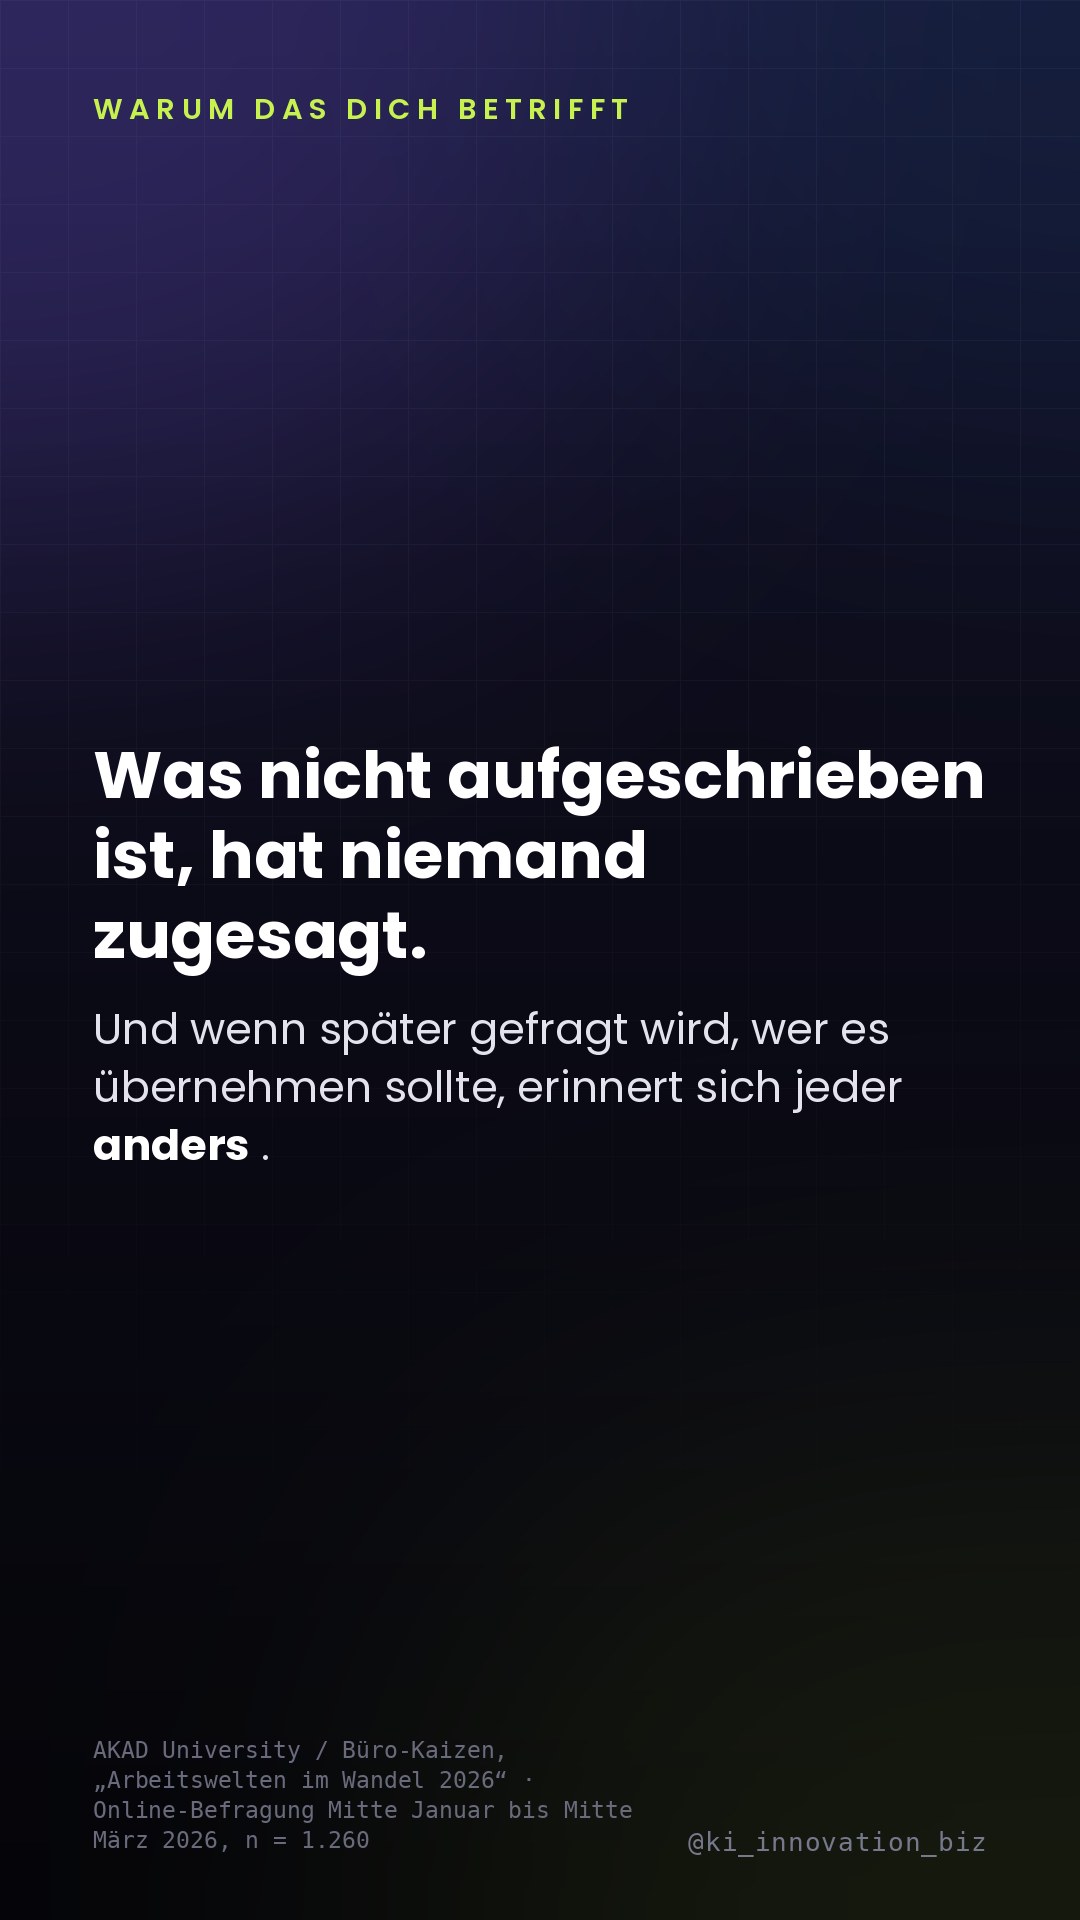 WARUM DAS DICH BETRIFFT
Was nicht aufgeschrieben
ist, hat niemand
zugesagt.
Und wenn später gefragt wird, wer es
übernehmen sollte, erinnert sich jeder
anders .
AKAD University / Büro-Kaizen,
„Arbeitswelten im Wandel 2026“ ·
Online-Befragung Mitte Januar bis Mitte
März 2026, n = 1.260
@ki_innovation_biz